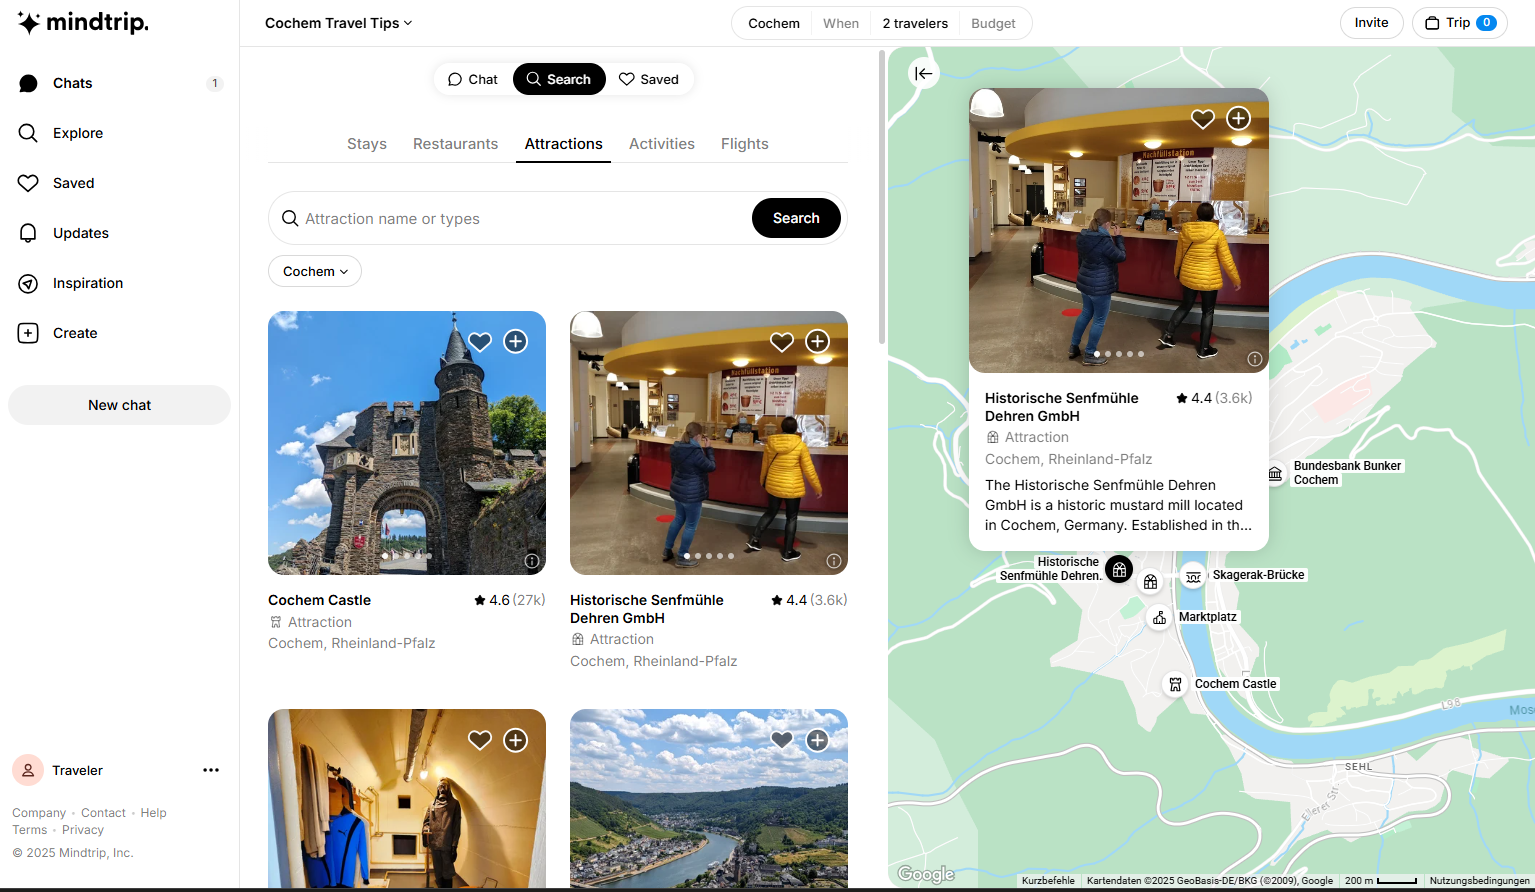 mindtrip.
Cochem Travel Tips
Cochem
When
2 travelers
Budget
Invite
Trip 0
Chats 1
Explore
Saved
Updates
Inspiration
Create
New chat
Chat
Search
Saved
Stays
Restaurants
Attractions
Activities
Flights
Attraction name or types
Search
Cochem
Cochem Castle
4.6 (27k)
Attraction
Cochem, Rheinland-Pfalz
Nachfüllstation
Historische Senfmühle
Dehren GmbH
4.4 (3.6k)
Attraction
Cochem, Rheinland-Pfalz
Nachfüllstation
Historische Senfmühle
Dehren GmbH
4.4 (3.6k)
Attraction
Cochem, Rheinland-Pfalz
The Historische Senfmühle Dehren
GmbH is a historic mustard mill located
in Cochem, Germany. Established in th...
Bundesbank Bunker
Cochem
Historische
Senfmühle Dehren.
Skagerak-Brücke
Marktplatz
Cochem Castle
L98
Mos
SEHL
Ellerer Str.
Google
Kurzbefehle
Kartendaten ©2025 GeoBasis-DE/BKG (©2009), Google
200 m
Nutzungsbedingungen
Traveler
Company • Contact • Help
Terms • Privacy
© 2025 Mindtrip, Inc.